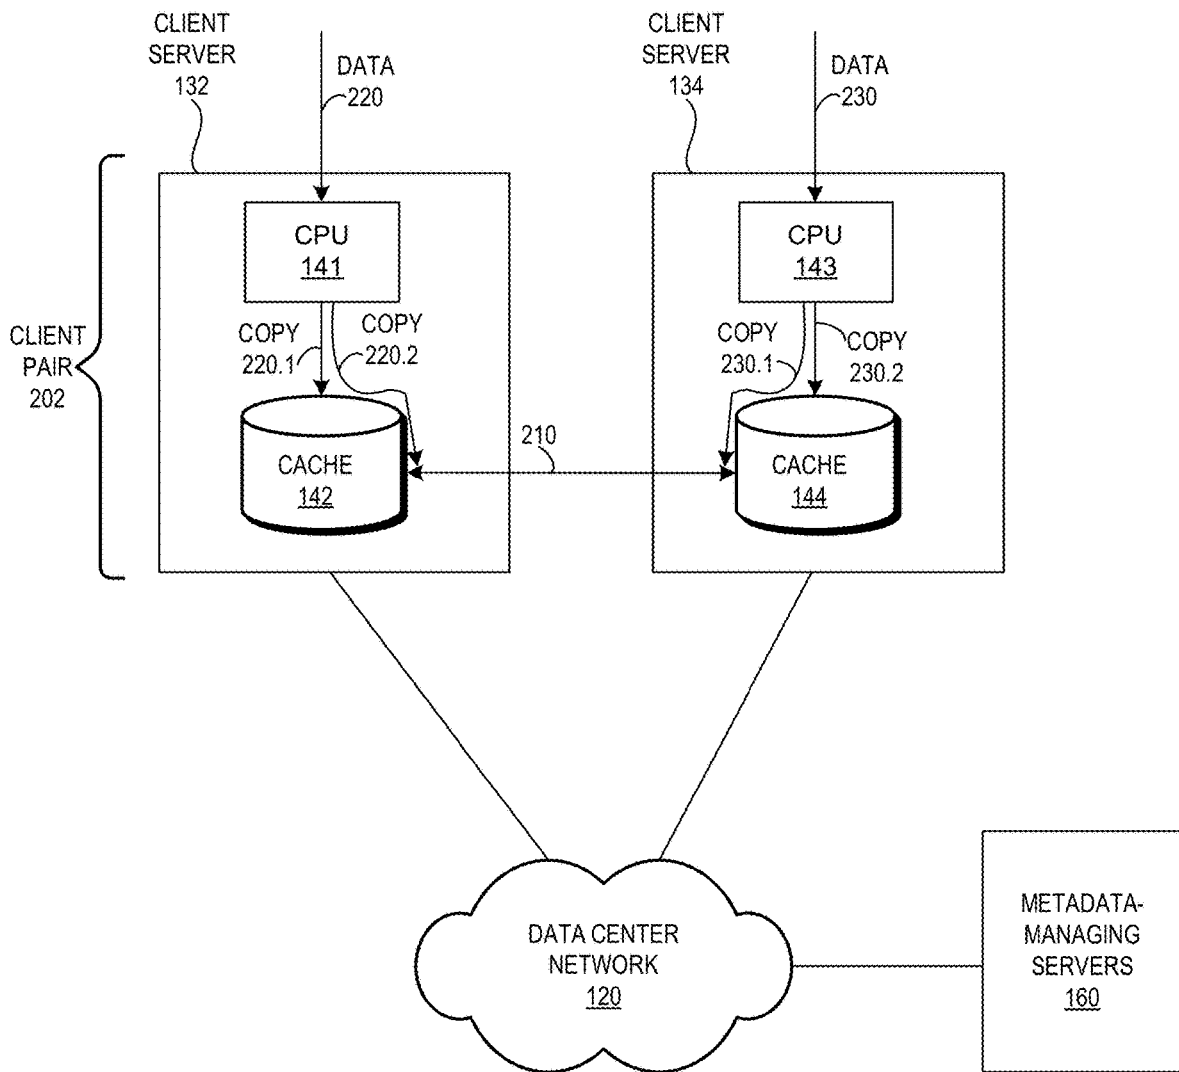 CLIENT
SERVER
132
DATA
220
CLIENT
SERVER
134
DATA
230
CLIENT
PAIR
202
CPU
141
COPY
220.1
COPY
220.2
CACHE
142
210
CPU
143
COPY
230.1
COPY
230.2
CACHE
144
DATA CENTER
NETWORK
120
METADATA-
MANAGING
SERVERS
160